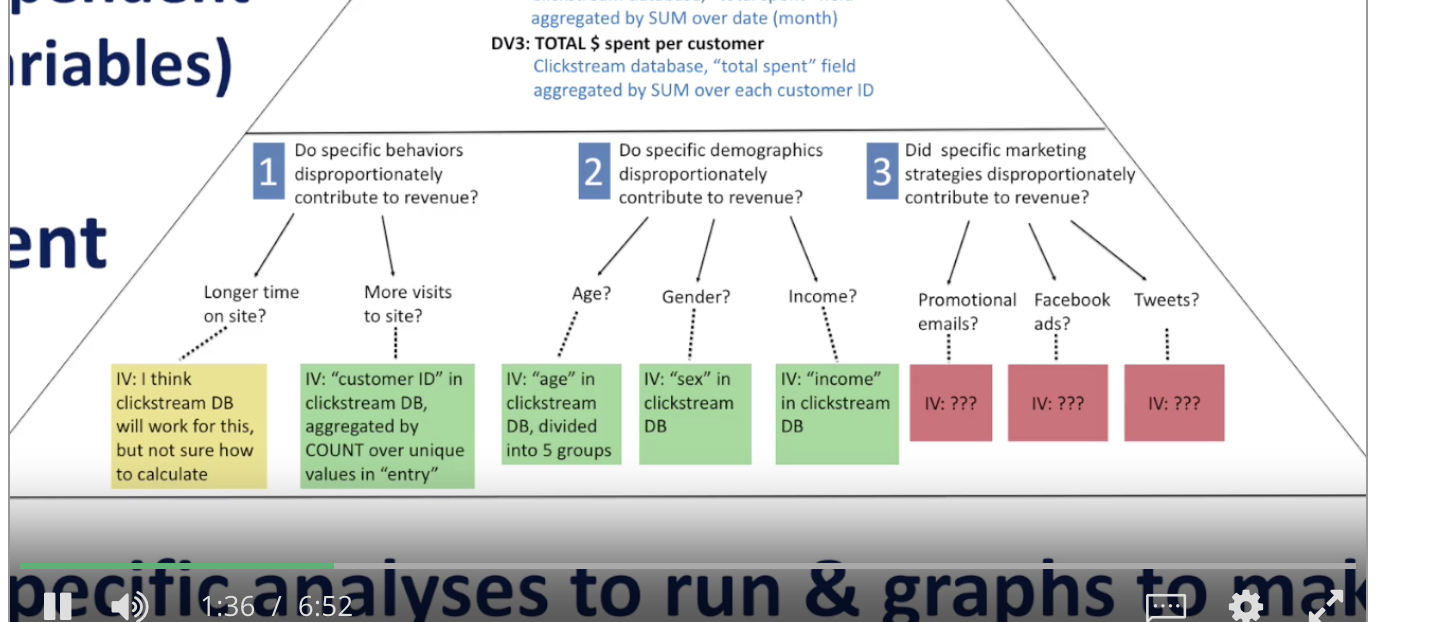 aggregated by SUM over date (month)
DV3: TOTAL $ spent per customer
Clickstream database, “total spent” field
aggregated by SUM over each customer ID
riables)
ent
1
Do specific behaviors
disproportionately
contribute to revenue?
2
Do specific demographics
disproportionately
contribute to revenue?
3
Did specific marketing
strategies disproportionately
contribute to revenue?
Longer time
on site?
More visits
to site?
Age?
Gender?
Income?
Promotional
emails?
Facebook
ads?
Tweets?
IV: I think
clickstream DB
will work for this,
but not sure how
to calculate
IV: “customer ID” in
clickstream DB,
aggregated by
COUNT over unique
values in “entry”
IV: “age” in
clickstream
DB, divided
into 5 groups
IV: “sex” in
clickstream
DB
IV: “income”
in clickstream
DB
IV: ???
IV: ???
IV: ???
pecific analyses to run & graphs to mak
1:36 / 6:52